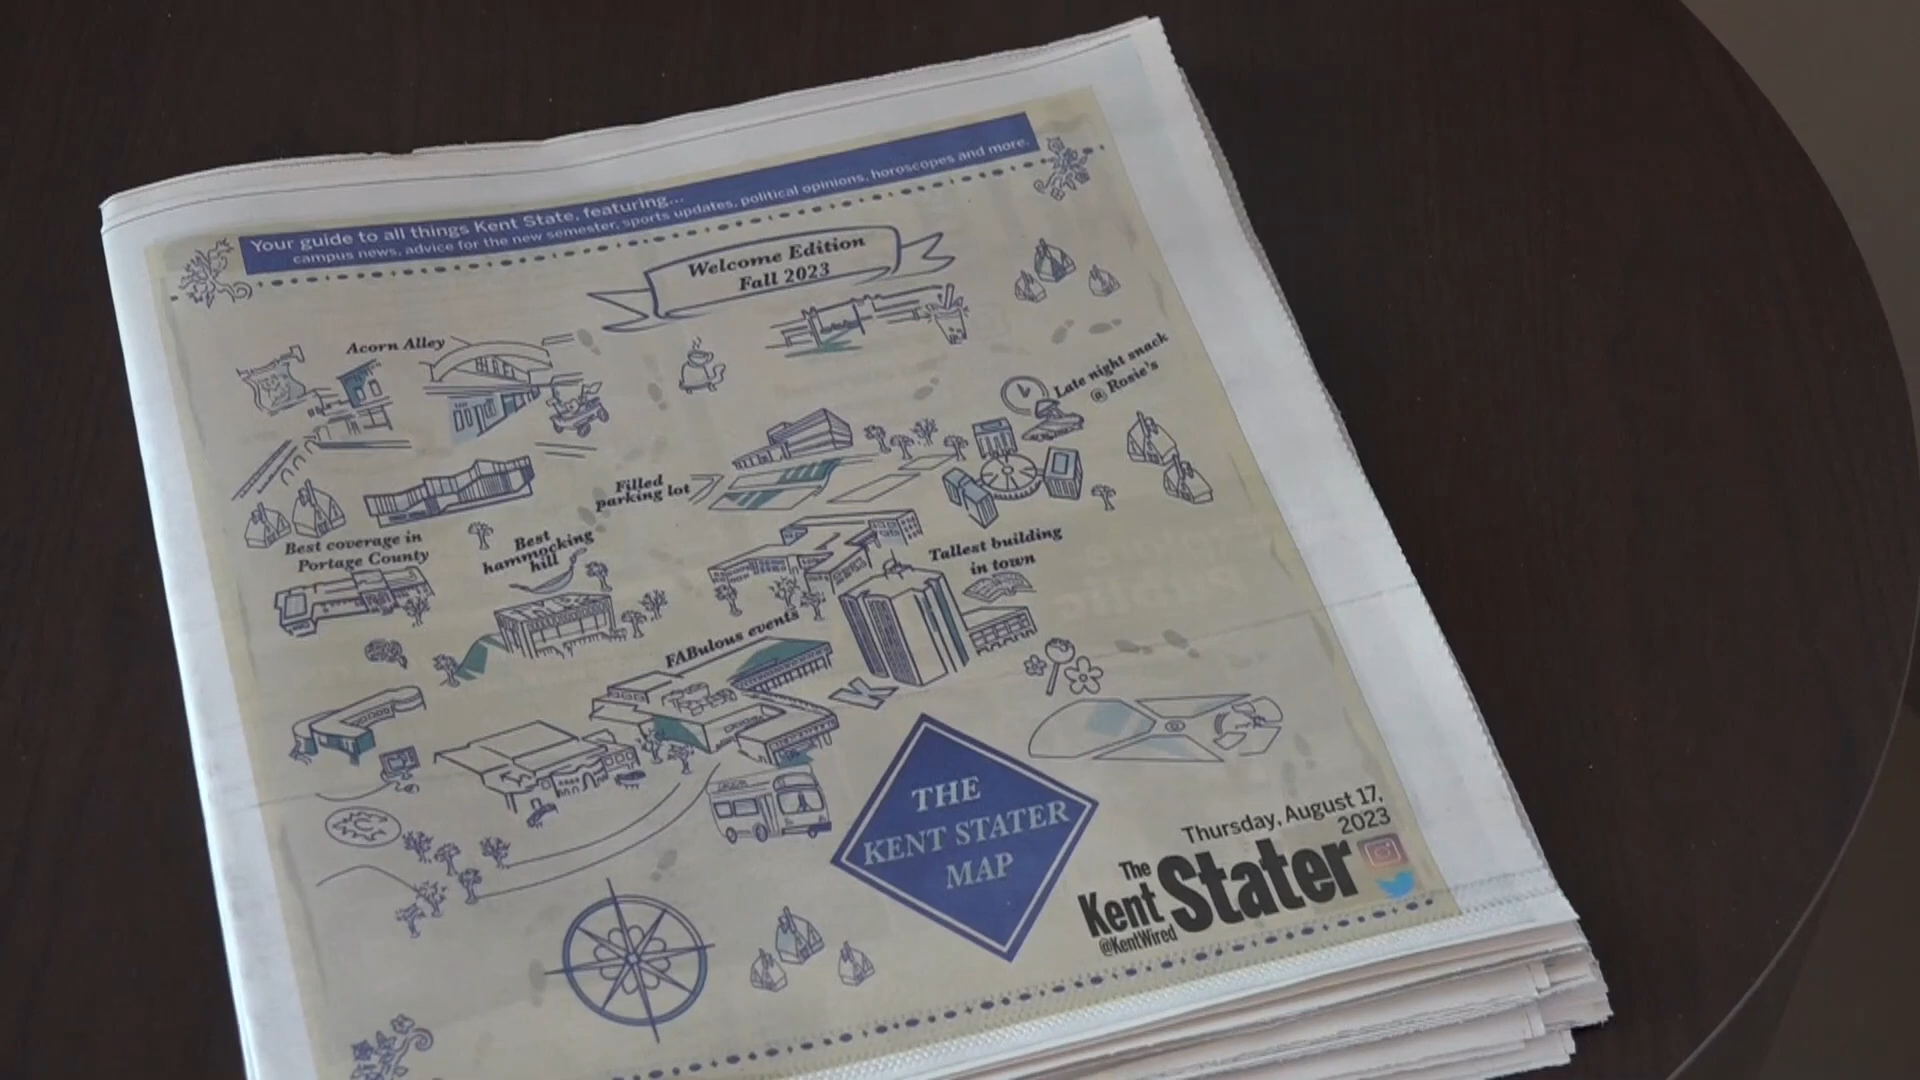 Your guide to all things Kent State, featuring...
campus news, advice for the new semester, sports updates, political opinions, horoscopes and more.
Welcome Edition
Fall 2023
Acorn Alley
Late night snack
@ Rosie's
Filled
parking lot
Best coverage in
Portage County
Best
hammocking
hill
Tallest building
in town
FABulous events
K
THE
KENT STATER
MAP
Thursday, August 17,
2023
The
Kent Stater
@KentWired